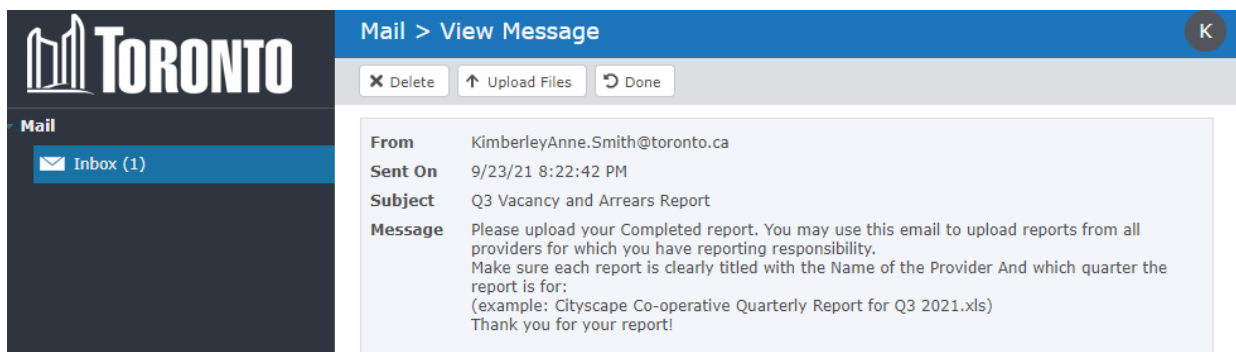 TORONTO
Mail > View Message
K
Delete
Upload Files
Done
Mail
Inbox (1)
From KimberleyAnne.Smith@toronto.ca
Sent On 9/23/21 8:22:42 PM
Subject Q3 Vacancy and Arrears Report
Message Please upload your Completed report. You may use this email to upload reports from all
providers for which you have reporting responsibility.
Make sure each report is clearly titled with the Name of the Provider And which quarter the
report is for:
(example: Cityscape Co-operative Quarterly Report for Q3 2021.xls)
Thank you for your report!